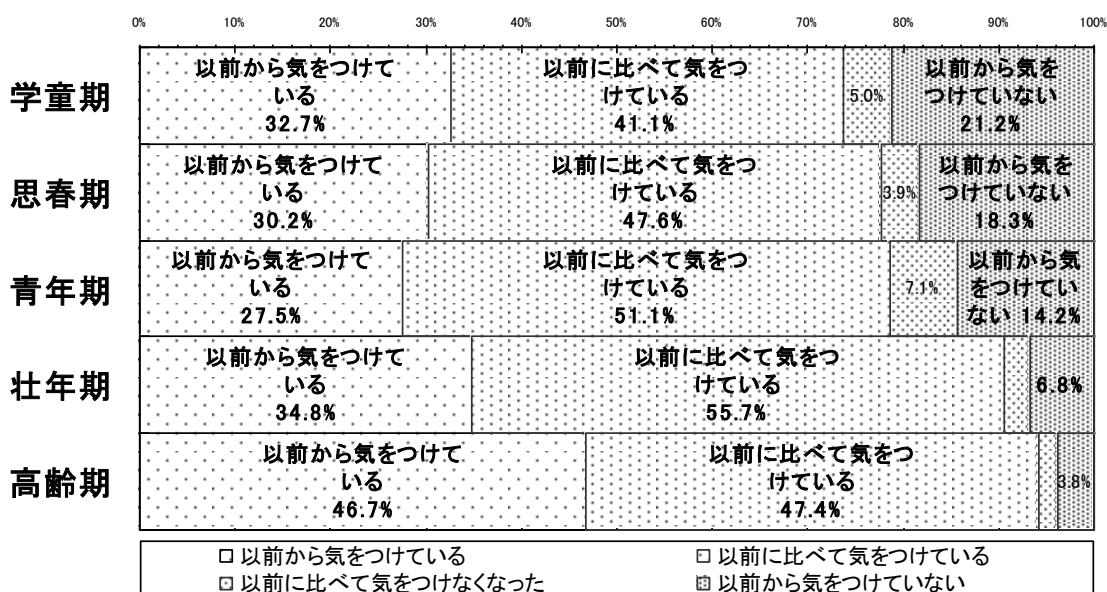 0% 10% 20% 30% 40% 50% 60% 70% 80% 90% 100%
学童期
以前から気をつけて
いる
32.7%
以前に比べて気をつ
けている
41.1%
5.0%
以前から気を
つけていない
21.2%
思春期
以前から気をつけて
いる
30.2%
以前に比べて気をつ
けている
47.6%
3.9%
以前から気を
つけていない
18.3%
青年期
以前から気をつけて
いる
27.5%
以前に比べて気をつ
けている
51.1%
7.1%
以前から気
をつけてい
ない 14.2%
壮年期
以前から気をつけて
いる
34.8%
以前に比べて気をつ
けている
55.7%
6.8%
高齢期
以前から気をつけて
いる
46.7%
以前に比べて気をつ
けている
47.4%
3.8%
以前から気をつけている 以前に比べて気をつけている
以前に比べて気をつけなくなった 以前から気をつけていない